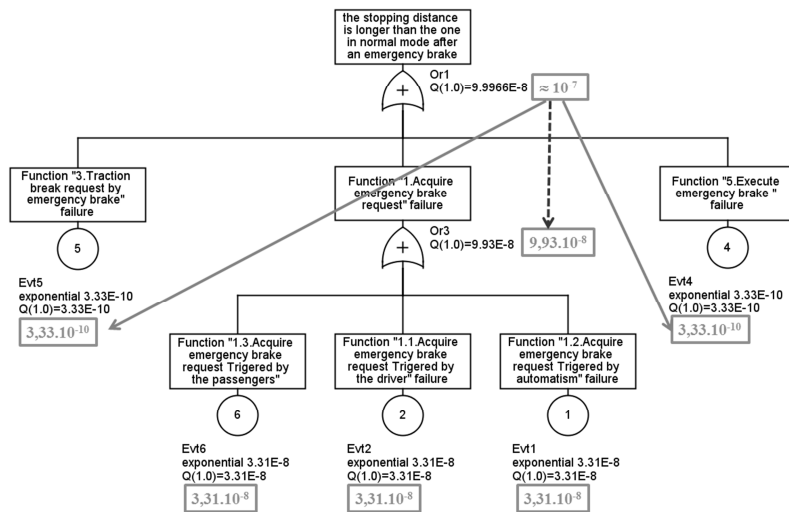 the stopping distance
is longer than the one
in normal mode after
an emergency brake
Or1
Q(1.0)=9.9966E-8
≈ 10 7
Function "3.Traction
break request by
emergency brake"
failure
5
Evt5
exponential 3.33E-10
Q(1.0)=3.33E-10
3,33.10-10
Function "1.Acquire
emergency brake
request" failure
Or3
Q(1.0)=9.93E-8
9,93.10-8
Function "5.Execute
emergency brake "
failure
4
Evt4
exponential 3.33E-10
Q(1.0)=3.33E-10
3,33.10-10
Function "1.3.Acquire
emergency brake
request Trigered by
the passengers"
6
Evt6
exponential 3.31E-8
Q(1.0)=3.31E-8
3,31.10-8
Function "1.1.Acquire
emergency brake
request Trigered by
the driver" failure
2
Evt2
exponential 3.31E-8
Q(1.0)=3.31E-8
3,31.10-8
Function "1.2.Acquire
emergency brake
request Trigered by
automatism" failure
1
Evt1
exponential 3.31E-8
Q(1.0)=3.31E-8
3,31.10-8